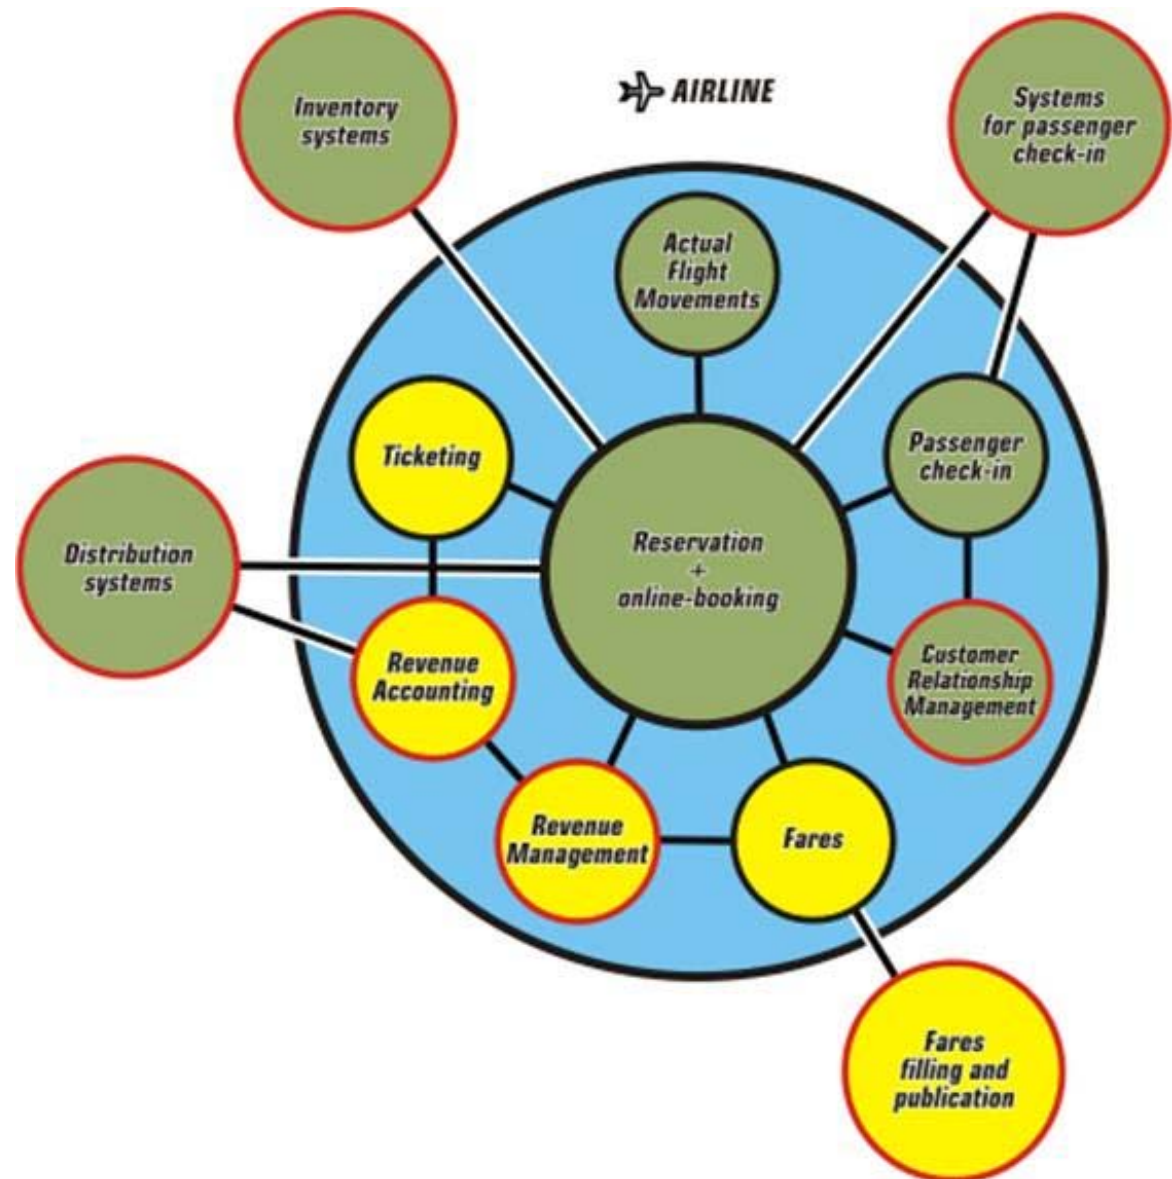 Inventory
systems
AIRLINE
Systems
for passenger
check-in
Actual
Flight
Movements
Ticketing
Passenger
check-in
Distribution
systems
Reservation
+
online-booking
Revenue
Accounting
Customer
Relationship
Management
Revenue
Management
Fares
Fares
filling and
publication